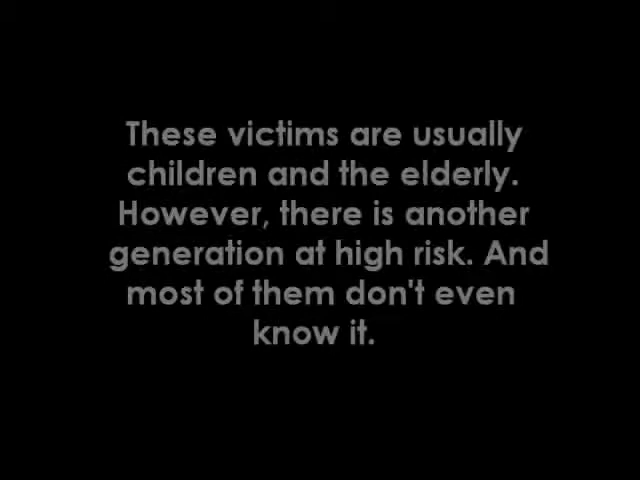 These victims are usually
children and the elderly.
However, there is another
generation at high risk. And
most of them don't even
know it.